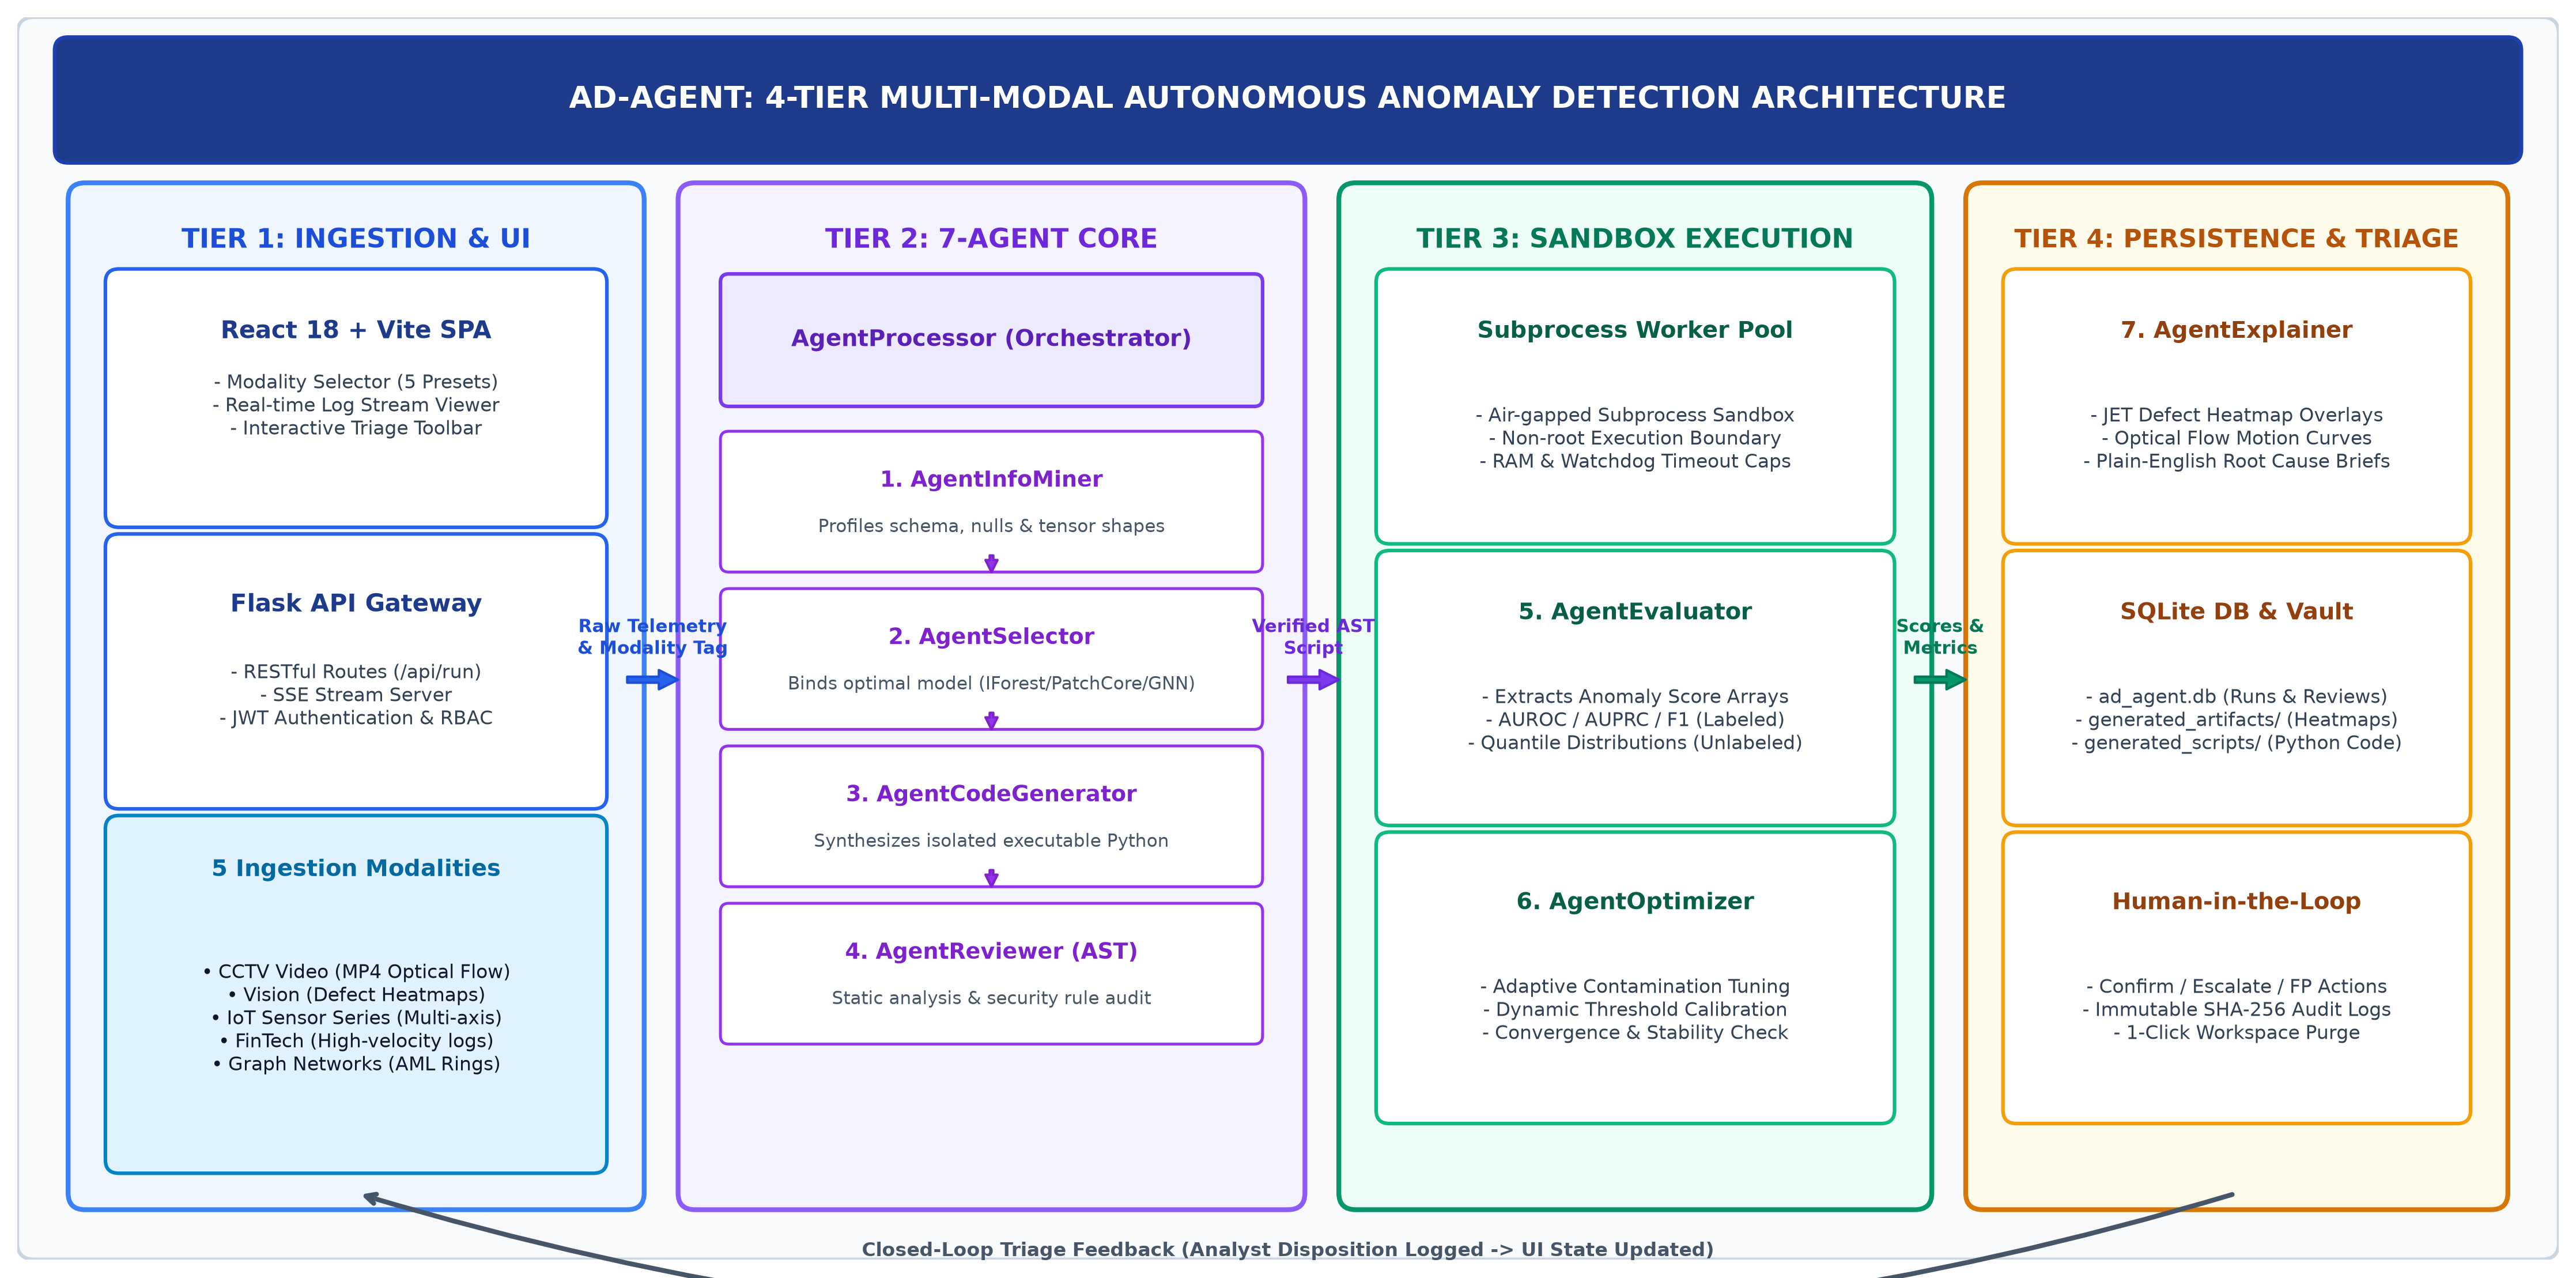 AD-AGENT: 4-TIER MULTI-MODAL AUTONOMOUS ANOMALY DETECTION ARCHITECTURE
TIER 1: INGESTION & UI
React 18 + Vite SPA
- Modality Selector (5 Presets)
- Real-time Log Stream Viewer
- Interactive Triage Toolbar
Flask API Gateway
- RESTful Routes (/api/run)
- SSE Stream Server
- JWT Authentication & RBAC
5 Ingestion Modalities
• CCTV Video (MP4 Optical Flow)
• Vision (Defect Heatmaps)
• IoT Sensor Series (Multi-axis)
• FinTech (High-velocity logs)
• Graph Networks (AML Rings)
Raw Telemetry
& Modality Tag
TIER 2: 7-AGENT CORE
AgentProcessor (Orchestrator)
1. AgentInfoMiner
Profiles schema, nulls & tensor shapes
2. AgentSelector
Binds optimal model (IForest/PatchCore/GNN)
3. AgentCodeGenerator
Synthesizes isolated executable Python
4. AgentReviewer (AST)
Static analysis & security rule audit
Verified AST
Script
TIER 3: SANDBOX EXECUTION
Subprocess Worker Pool
- Air-gapped Subprocess Sandbox
- Non-root Execution Boundary
- RAM & Watchdog Timeout Caps
5. AgentEvaluator
- Extracts Anomaly Score Arrays
- AUROC / AUPRC / F1 (Labeled)
- Quantile Distributions (Unlabeled)
6. AgentOptimizer
- Adaptive Contamination Tuning
- Dynamic Threshold Calibration
- Convergence & Stability Check
Scores &
Metrics
TIER 4: PERSISTENCE & TRIAGE
7. AgentExplainer
- JET Defect Heatmap Overlays
- Optical Flow Motion Curves
- Plain-English Root Cause Briefs
SQLite DB & Vault
- ad_agent.db (Runs & Reviews)
- generated_artifacts/ (Heatmaps)
- generated_scripts/ (Python Code)
Human-in-the-Loop
- Confirm / Escalate / FP Actions
- Immutable SHA-256 Audit Logs
- 1-Click Workspace Purge
Closed-Loop Triage Feedback (Analyst Disposition Logged -> UI State Updated)